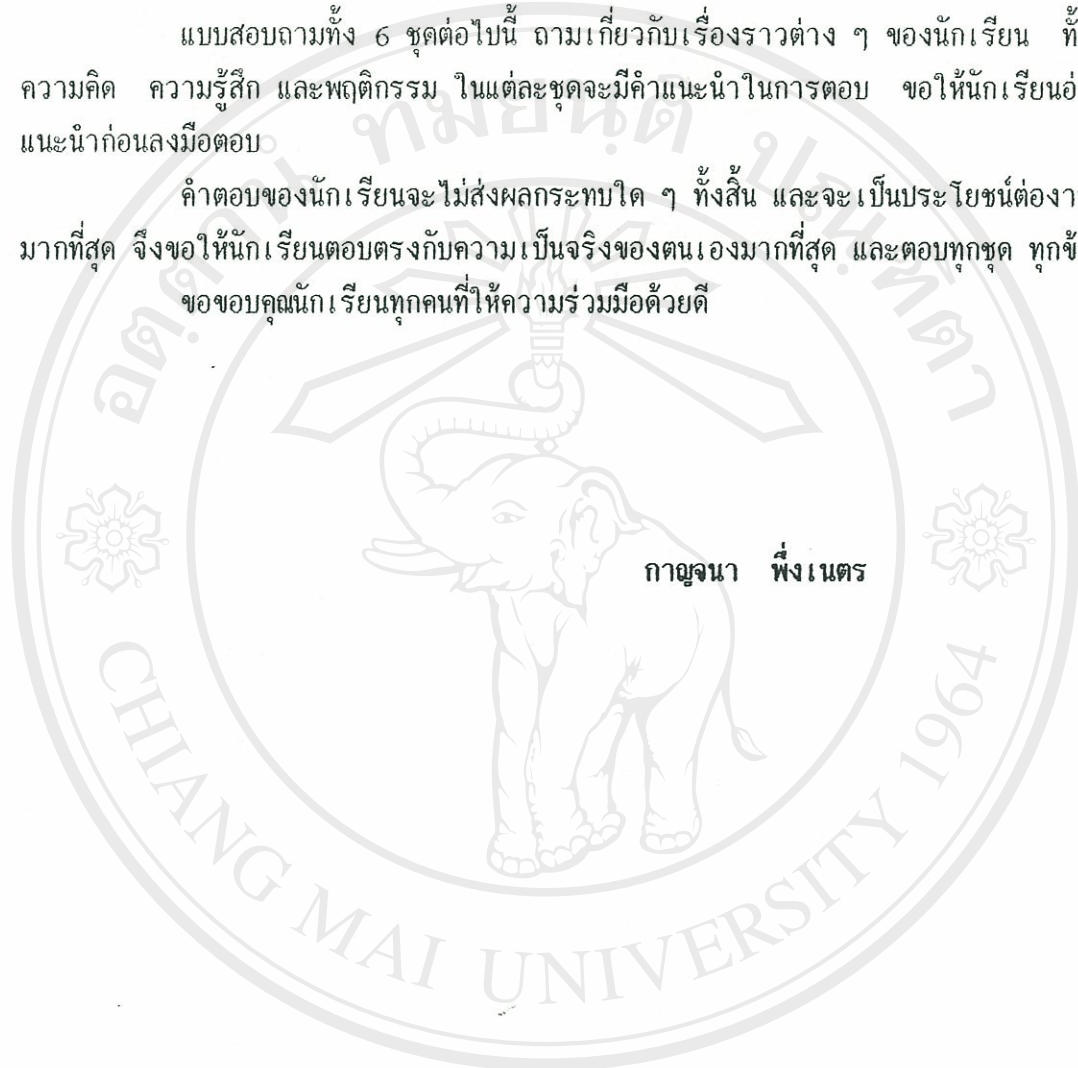 แบบสอบถามทั้ง 6 ชุดต่อไปนี้ ถามเกี่ยวกับเรื่องราวต่าง ๆ ของนักเรียน ทั้
ความคิด ความรู้สึก และพฤติกรรม ในแต่ละชุดจะมีคำแนะนำในการตอบ ขอให้นักเรียนอ่
แนะนำก่อนลงมือตอบ
คำตอบของนักเรียนจะไม่ส่งผลกระทบใด ๆ ทั้งสิ้น และจะเป็นประโยชน์ต่องา
มากที่สุด จึงขอให้นักเรียนตอบตรงกับความเป็นจริงของตนเองมากที่สุด และตอบทุกชุด ทุกข้
ขอขอบคุณนักเรียนทุกคนที่ให้ความร่วมมือด้วยดี
กาญจนา พึ่งเนตร
อตฺตานํ ทมยนฺติ ปณฺฑิตา
CHIANG MAI UNIVERSITY 1964